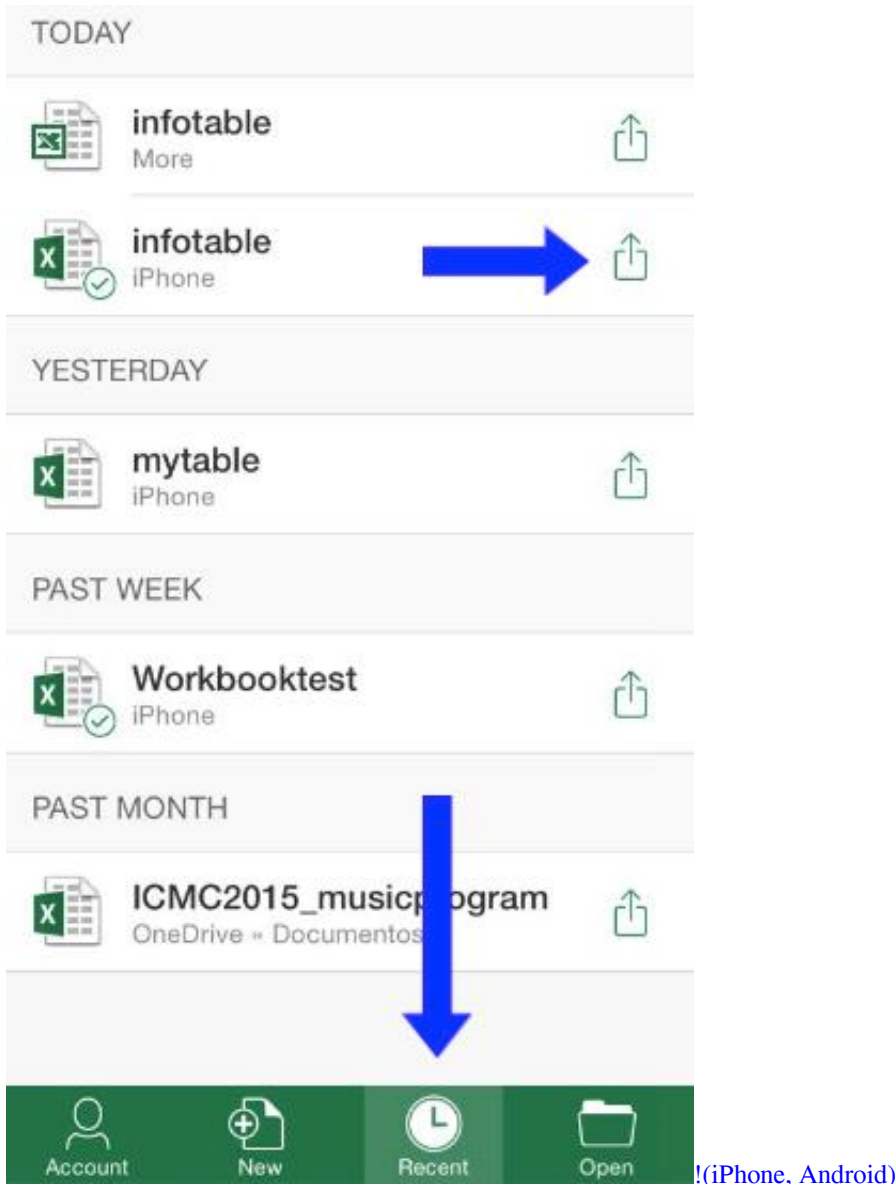 TODAY
infotable
More
infotable
iPhone
YESTERDAY
mytable
iPhone
PAST WEEK
Workbooktest
iPhone
PAST MONTH
ICMC2015_musicp ogram
OneDrive » Documentos
Account New Recent Open
!(iPhone, Android)